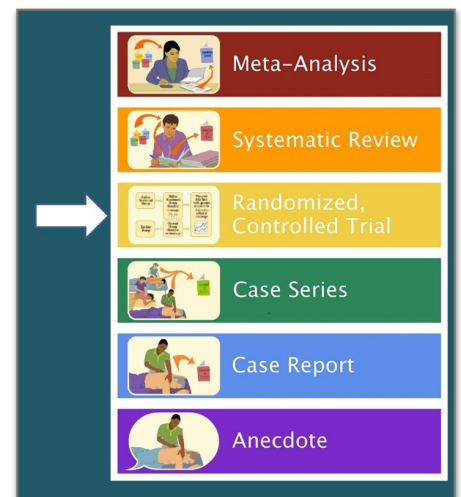 Meta-Analysis
Systematic Review
Randomized,
Controlled Trial
Case Series
Case Report
Anecdote